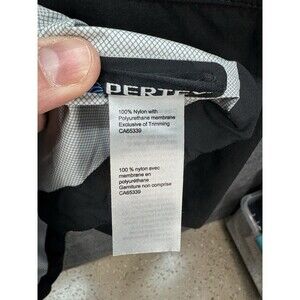 PERTE
100% Nylon with
Polyurethane membrane
Exclusive of Trimming
CA65339
100 % nylon avec
membrane en
polyuréthane
Garniture non comprise
CA65339